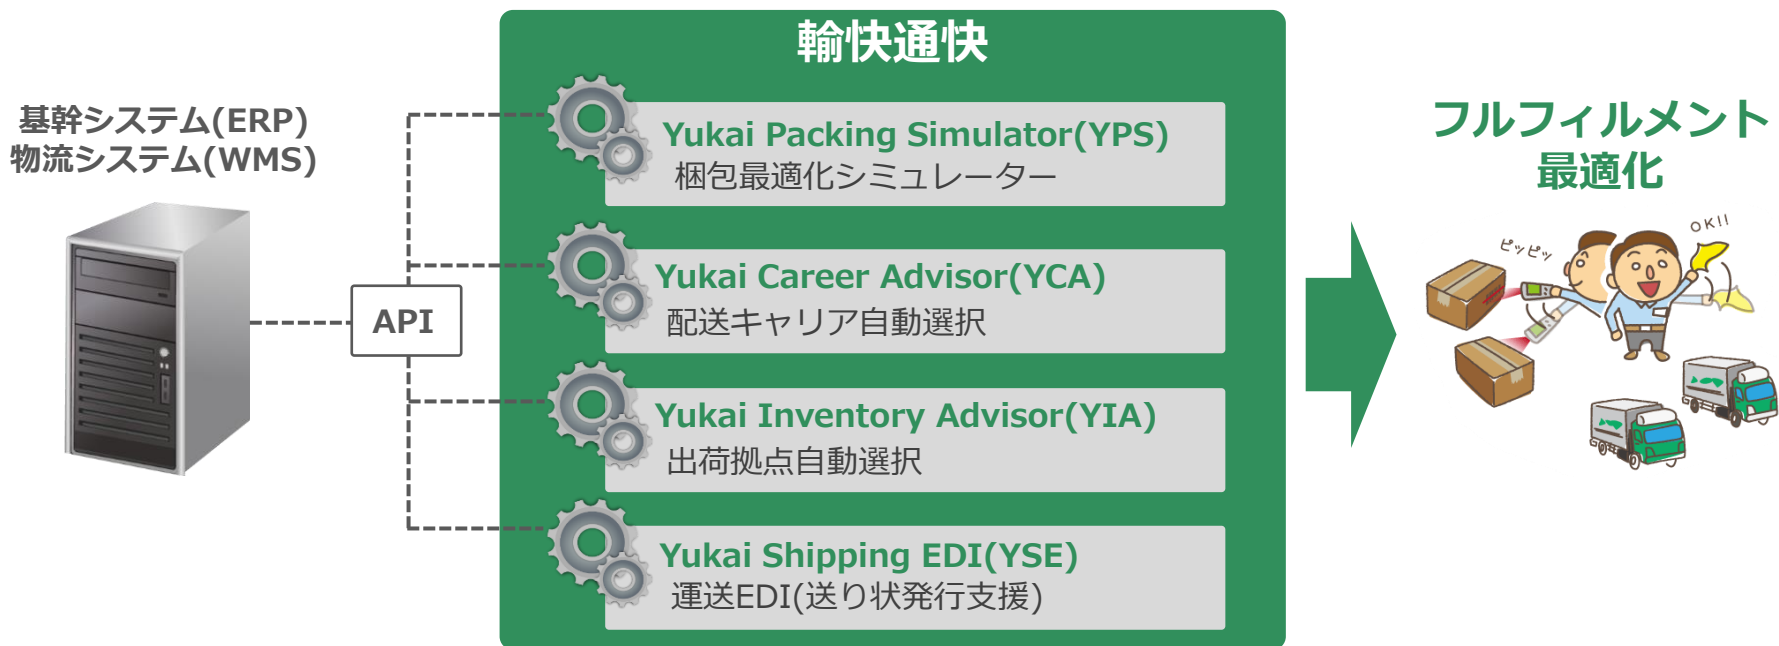 輸快通快
基幹システム(ERP)
物流システム(WMS)
API
Yukai Packing Simulator(YPS)
梱包最適化シミュレーター
Yukai Career Advisor(YCA)
配送キャリア自動選択
Yukai Inventory Advisor(YIA)
出荷拠点自動選択
Yukai Shipping EDI(YSE)
運送EDI(送り状発行支援)
フルフィルメント
最適化
ピッピッ
OK!!